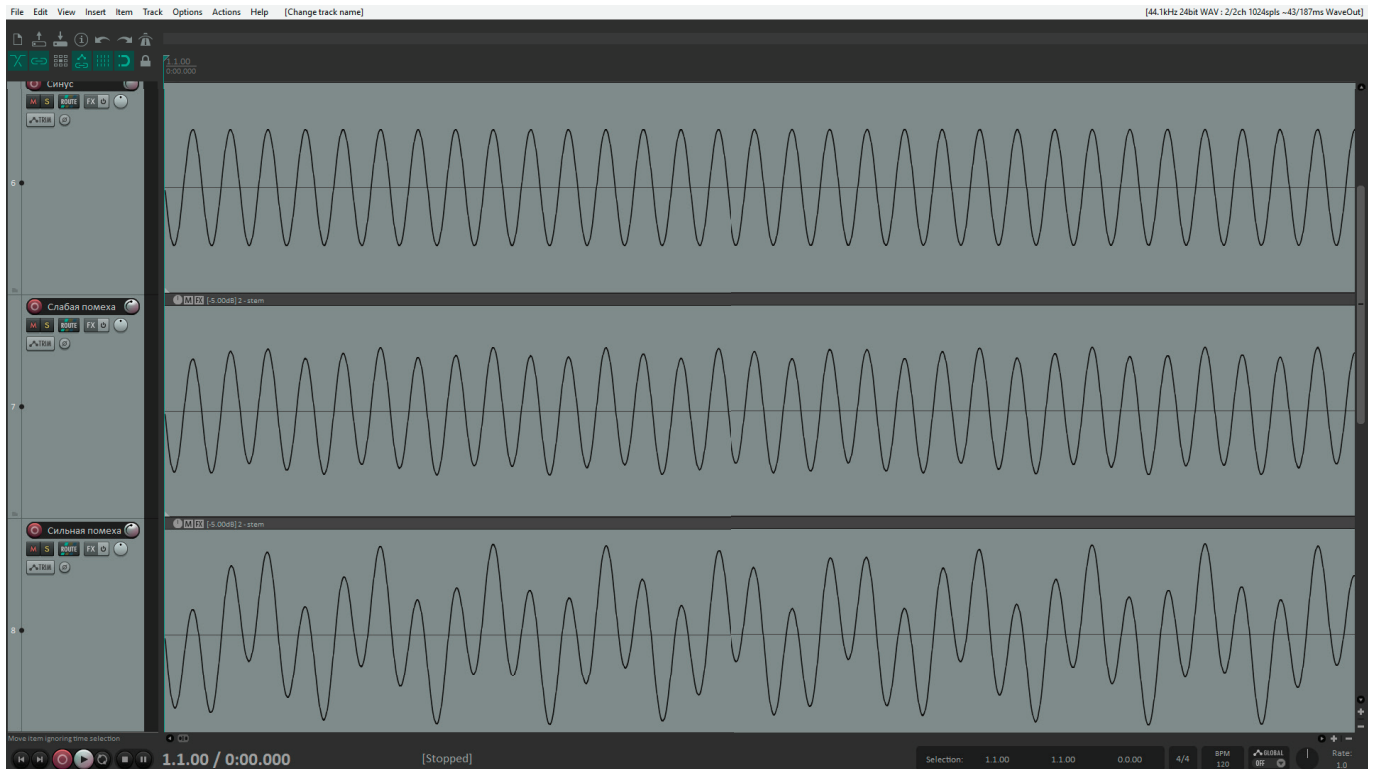 File Edit View Insert Item Track Options Actions Help [Change track name] [44.1kHz 24bit WAV : 2/2ch 1024spls ~43/187ms WaveOut]
1.1.00
0:00.000
Синус
M S ROUTE FX
TRIM
6
[-5.00dB] 2 - stem
M FX
Слабая помеха
M S ROUTE FX
TRIM
7
M FX [-5.00dB] 2 - stem
Сильная помеха
M S ROUTE FX
TRIM
8
Move item ignoring time selection
1.1.00 / 0:00.000 [Stopped] Selection: 1.1.00 1.1.00 0.0.00 4/4 BPM 120 GLOBAL OFF Rate: 1.0